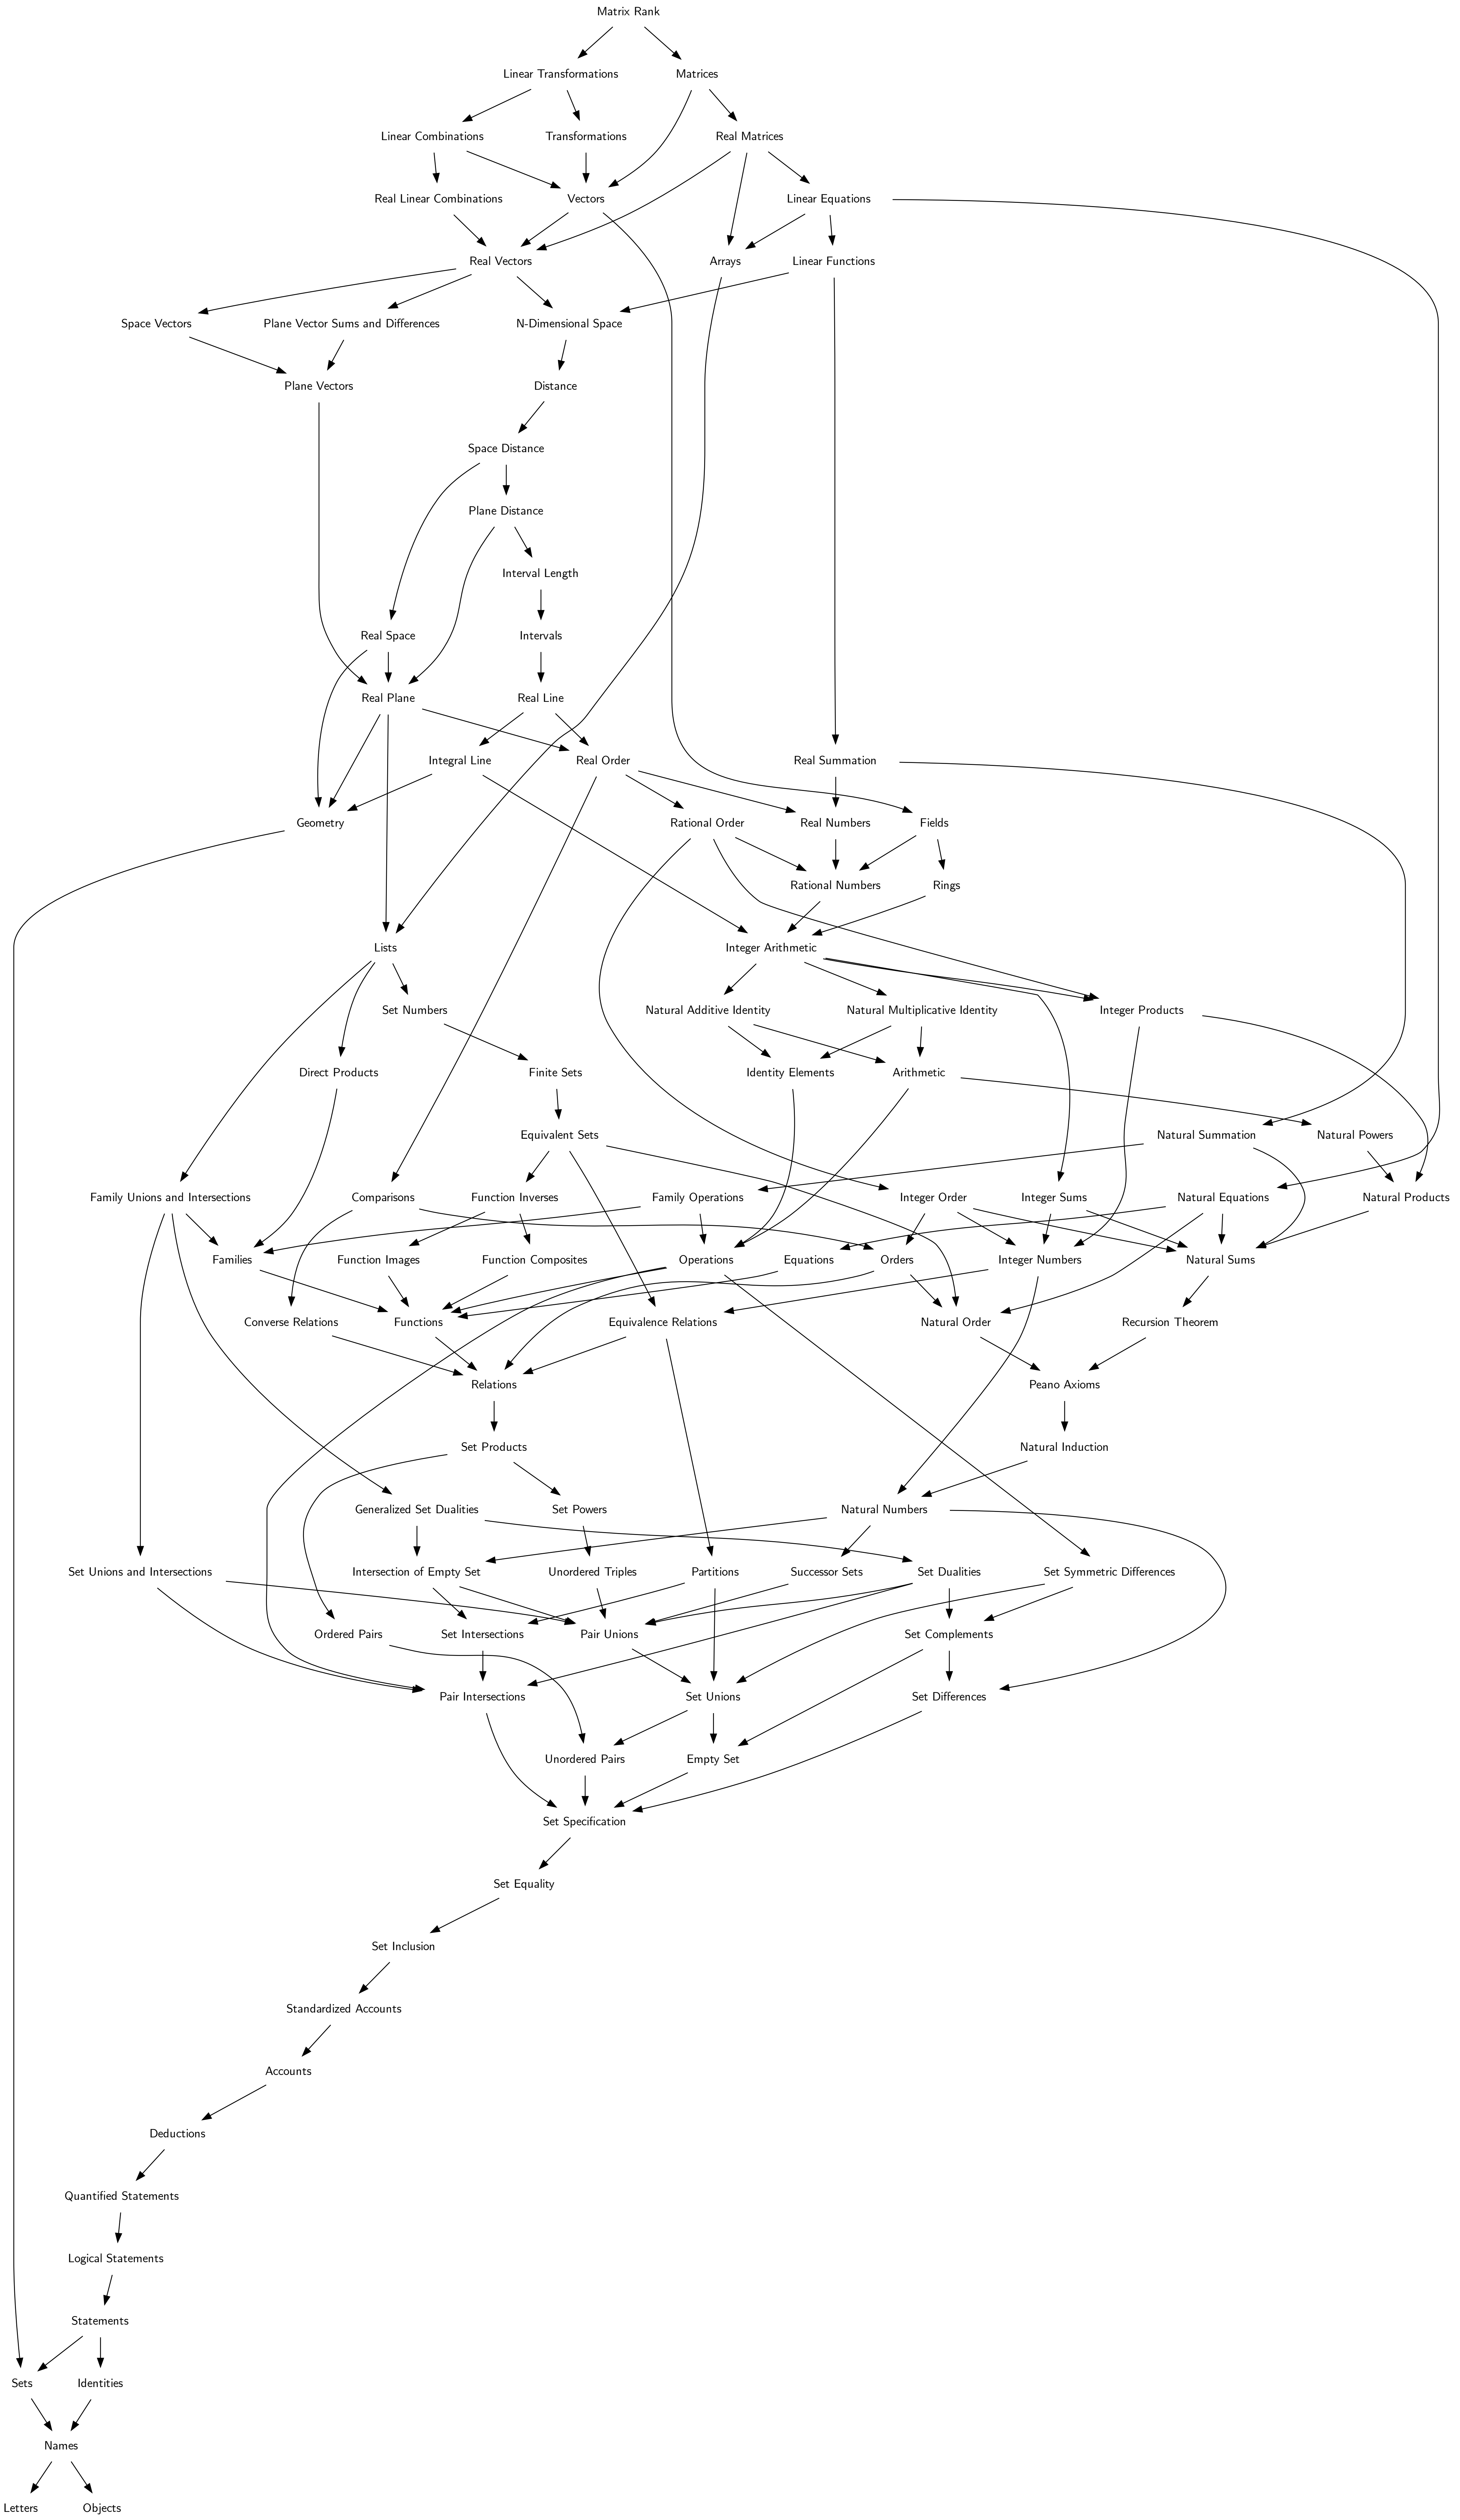 Matrix Rank
Linear Transformations
Matrices
Linear Combinations
Transformations
Real Matrices
Real Linear Combinations
Vectors
Linear Equations
Real Vectors
Arrays
Linear Functions
Space Vectors
Plane Vector Sums and Differences
N-Dimensional Space
Plane Vectors
Distance
Space Distance
Plane Distance
Interval Length
Real Space
Intervals
Real Plane
Real Line
Integral Line
Real Order
Real Summation
Geometry
Rational Order
Real Numbers
Fields
Rational Numbers
Rings
Lists
Integer Arithmetic
Set Numbers
Natural Additive Identity
Natural Multiplicative Identity
Integer Products
Direct Products
Finite Sets
Identity Elements
Arithmetic
Equivalent Sets
Natural Summation
Natural Powers
Family Unions and Intersections
Comparisons
Function Inverses
Family Operations
Integer Order
Integer Sums
Natural Equations
Natural Products
Families
Function Images
Function Composites
Operations
Equations
Orders
Integer Numbers
Natural Sums
Converse Relations
Functions
Equivalence Relations
Natural Order
Recursion Theorem
Relations
Peano Axioms
Set Products
Natural Induction
Generalized Set Dualities
Set Powers
Natural Numbers
Set Unions and Intersections
Intersection of Empty Set
Unordered Triples
Partitions
Successor Sets
Set Dualities
Set Symmetric Differences
Ordered Pairs
Set Intersections
Pair Unions
Set Complements
Pair Intersections
Set Unions
Set Differences
Unordered Pairs
Empty Set
Set Specification
Set Equality
Set Inclusion
Standardized Accounts
Accounts
Deductions
Quantified Statements
Logical Statements
Statements
Sets
Identities
Names
Letters
Objects